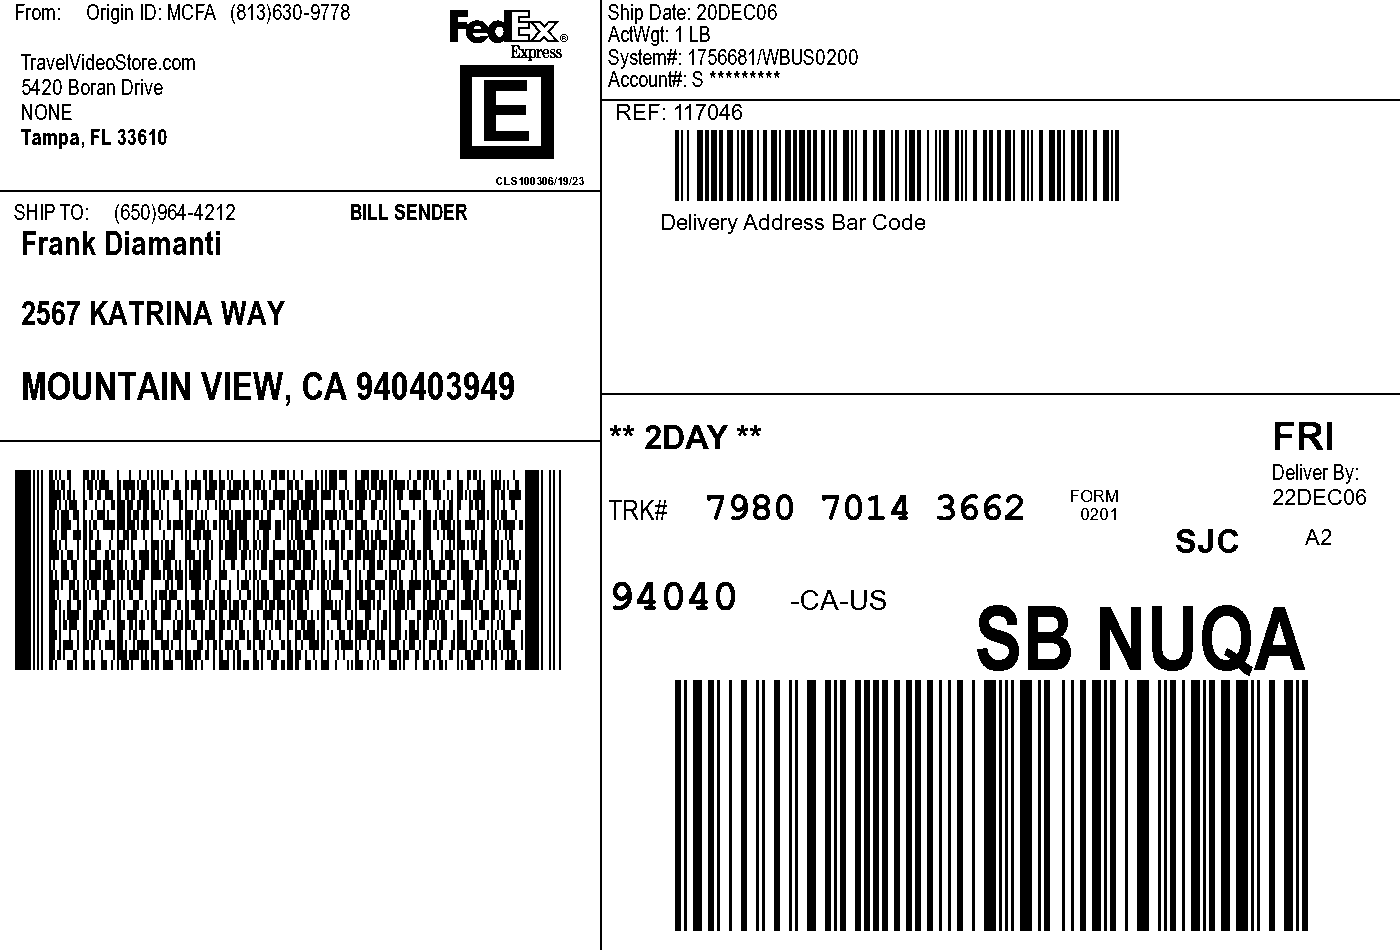 From: Origin ID: MCFA (813)630-9778
TravelVideoStore.com
5420 Boran Drive
NONE
Tampa, FL 33610
FedEx®
Express
E
CLS100306/19/23
SHIP TO: (650)964-4212 BILL SENDER
Frank Diamanti
2567 KATRINA WAY
MOUNTAIN VIEW, CA 940403949
Ship Date: 20DEC06
ActWgt: 1 LB
System#: 1756681/WBUS0200
Account#: S *********
REF: 117046
Delivery Address Bar Code
** 2DAY **
FRI
Deliver By:
22DEC06
TRK# 7980 7014 3662 FORM
0201
SJC A2
94040 -CA-US
SB NUQA